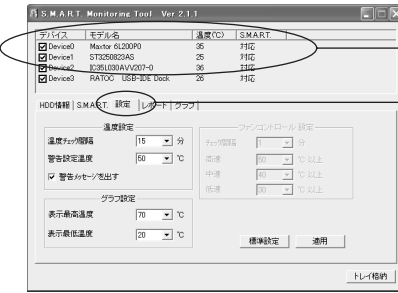 S.M.A.R.T. Monitoring Tool Ver 2.1.1
デバイス モデル名 温度(℃) S.M.A.R.T.
Device0 Maxtor 6L200P0 35 対応
Device1 ST3250823AS 25 対応
Device2 IC35L030AVV207-0 36 対応
Device3 RATOC USB-IDE Dock 26 対応
HDD情報 S.M.A.R.T. 設定 レポート グラフ
温度設定
温度チェック間隔 15 分
警告設定温度 50 ℃
警告メッセージを出す
グラフ設定
表示最高温度 70 ℃
表示最低温度 20 ℃
ファンコントロール 設定
チェック間隔 1 分
高速 50 ℃ 以上
中速 40 ℃ 以上
低速 30 ℃ 以上
標準設定 適用
トレイ格納